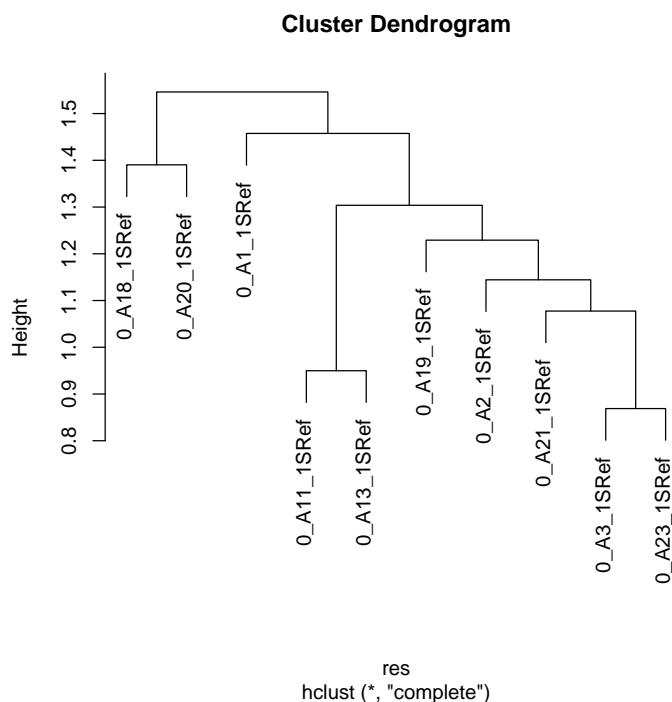 Cluster Dendrogram
Height
1.5
1.4
1.3
1.2
1.1
1.0
0.9
0.8
0_A18_1SRef
0_A20_1SRef
0_A1_1SRef
0_A11_1SRef
0_A13_1SRef
0_A19_1SRef
0_A2_1SRef
0_A21_1SRef
0_A3_1SRef
0_A23_1SRef
res
hclust (*, "complete")